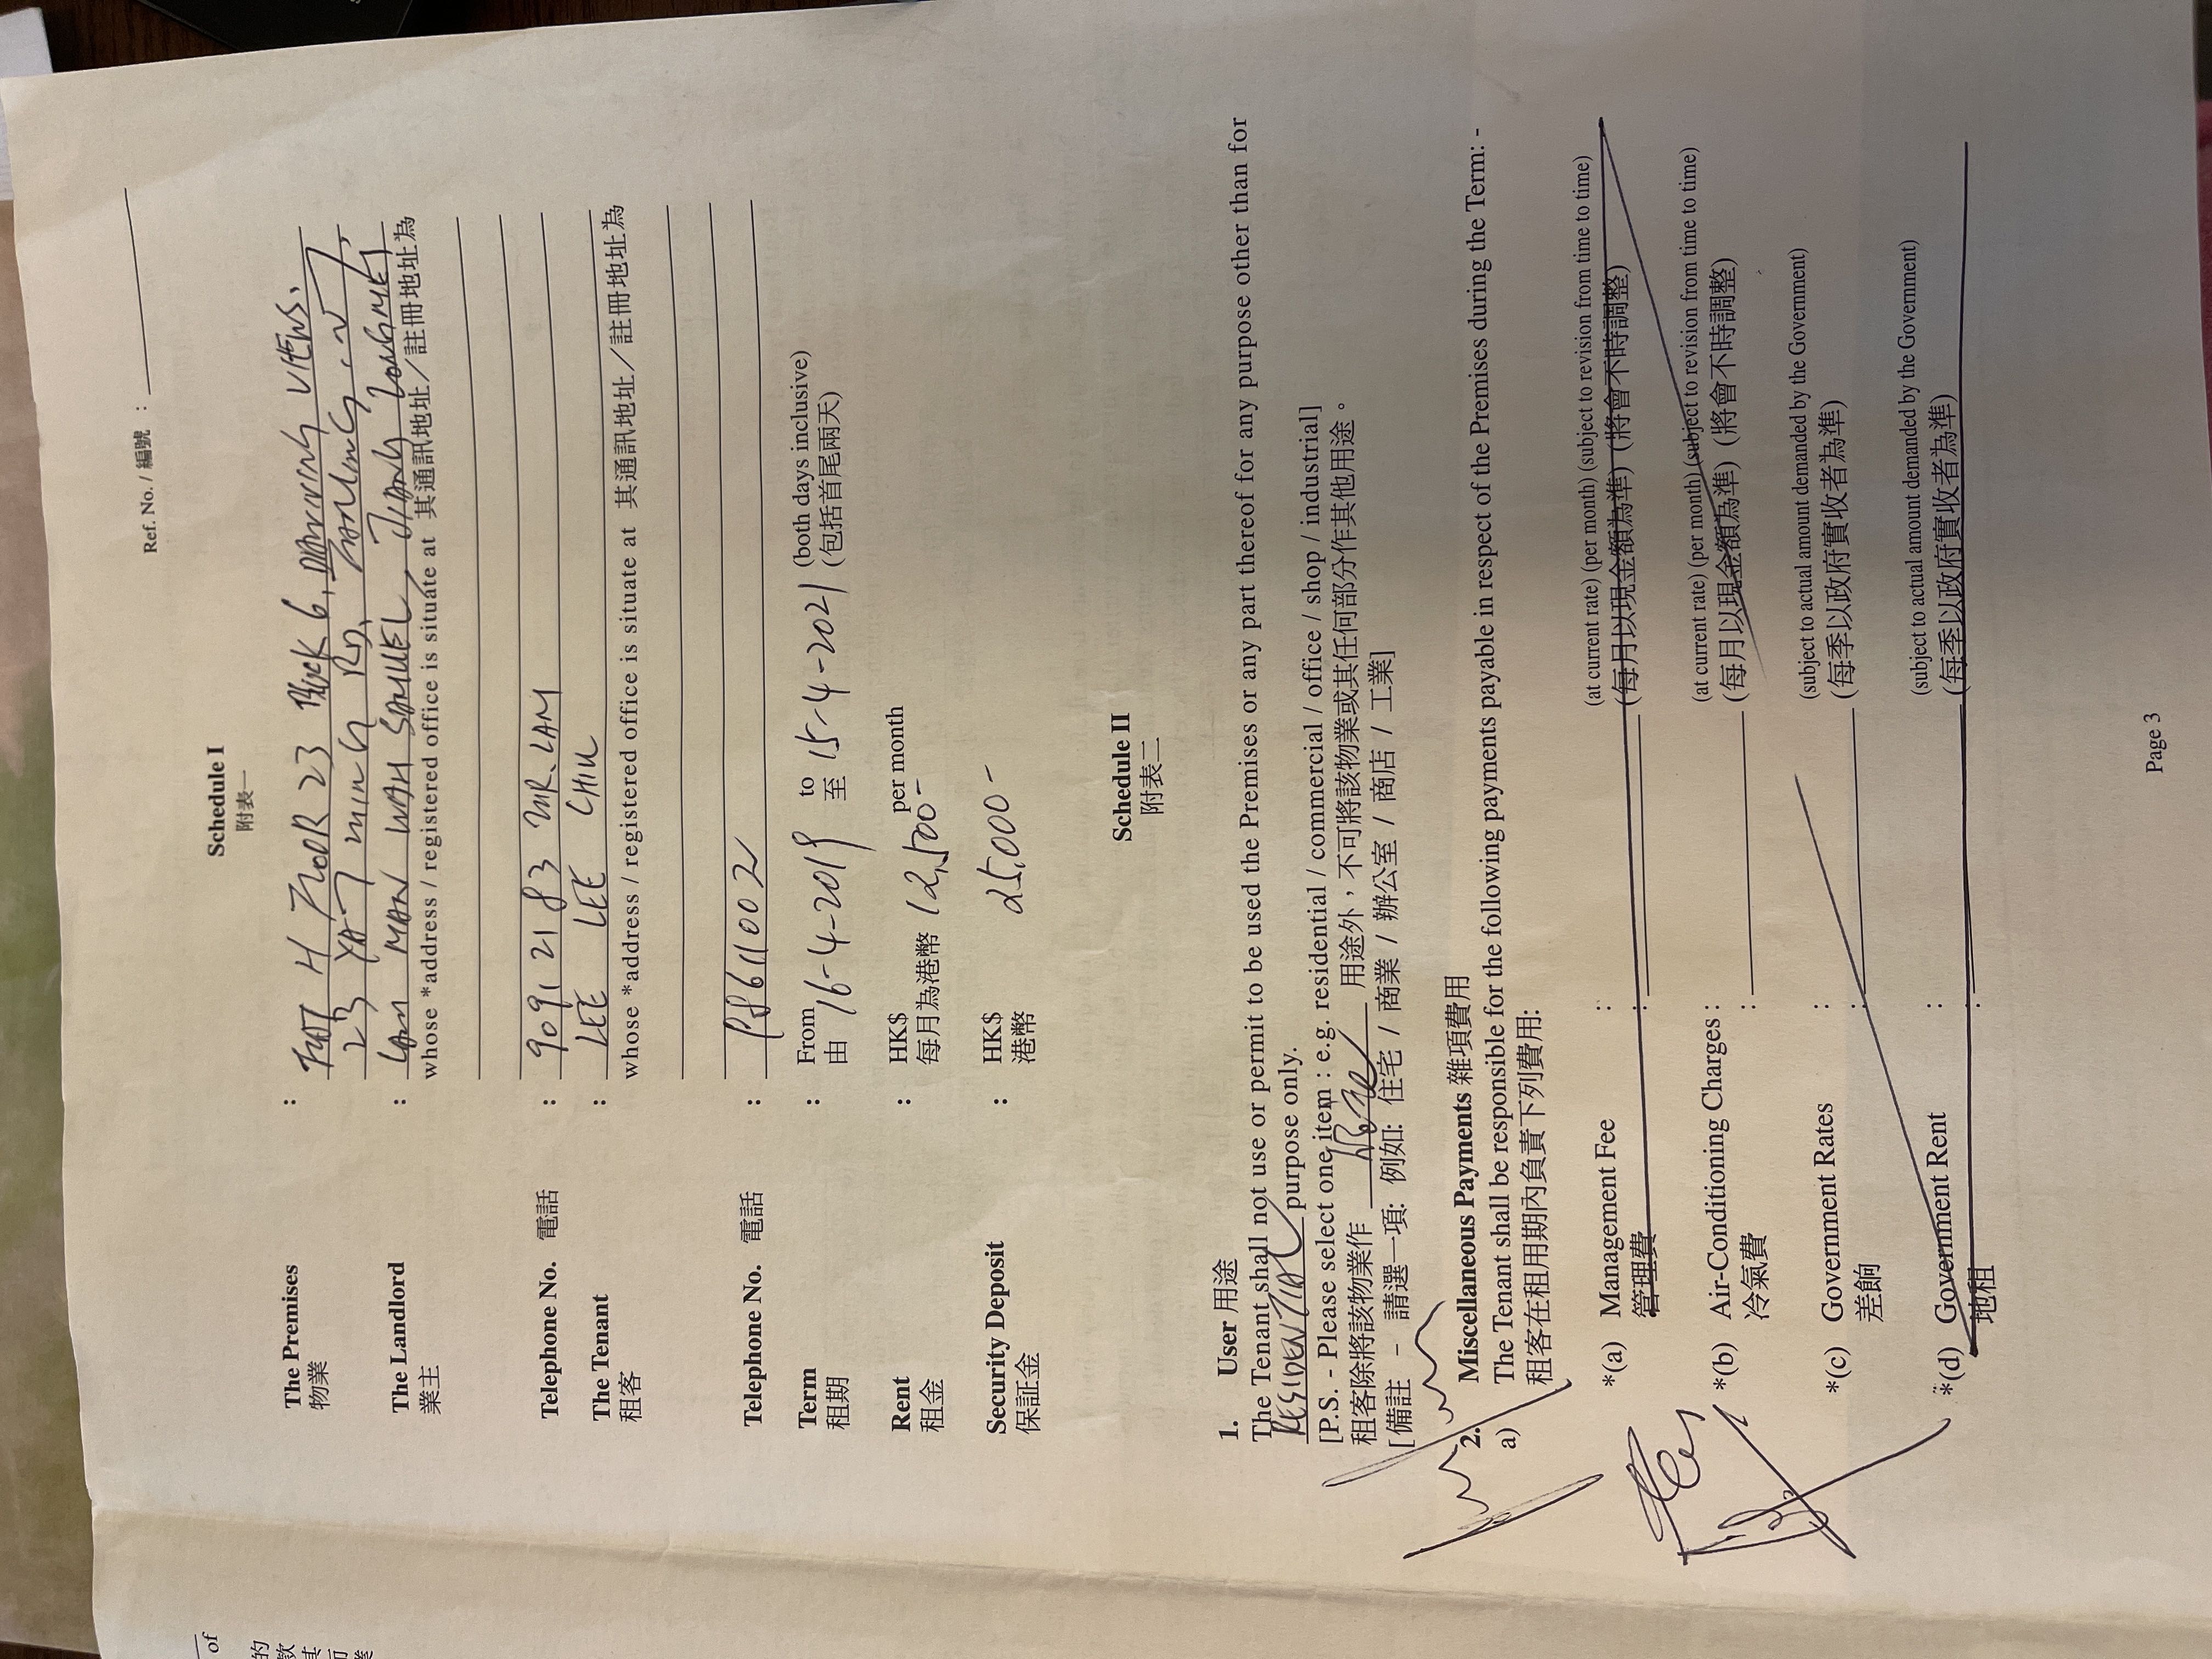 Ref. No. / 編號 :
Schedule I
附表一
The Premises : FLAT H FLOOR 23 Block 6, VIEWS,
物業 23 YAT MING RD, FANLING, N.T.
The Landlord : LAM MAN WAH SAMUEL,
業主 whose *address / registered office is situate at 其通訊地址／註冊地址為
Telephone No. 電話 : 9091 2183 MR. LAM
The Tenant : LEE LEE CHIU
租客 whose *address / registered office is situate at 其通訊地址／註冊地址為
Telephone No. 電話 :
Term : From 16-4-2019 to 15-4-2021 (both days inclusive)
租期 由 至 (包括首尾兩天)
Rent : HK$ 12,500- per month
租金 每月為港幣
Security Deposit : HK$ 25,000-
保証金 港幣
Schedule II
附表二
1. User 用途
The Tenant shall not use or permit to be used the Premises or any part thereof for any purpose other than for
RESIDENTIAL purpose only.
[P.S. - Please select one item : e.g. residential / commercial / office / shop / industrial]
租客除將該物業作 用途外，不可將該物業或其任何部分作其他用途。
[備註 － 請選一項: 例如: 住宅 / 商業 / 辦公室 / 商店 / 工業]
2. Miscellaneous Payments 雜項費用
a) The Tenant shall be responsible for the following payments payable in respect of the Premises during the Term: -
租客在租用期內負責下列費用:
*(a) Management Fee : (at current rate) (per month) (subject to revision from time to time)
管理費 : (每月以現金額為準) (將會不時調整)
*(b) Air-Conditioning Charges : (at current rate) (per month) (subject to revision from time to time)
冷氣費 : (每月以現金額為準) (將會不時調整)
*(c) Government Rates : (subject to actual amount demanded by the Government)
差餉 : (每季以政府實收者為準)
*(d) Government Rent : (subject to actual amount demanded by the Government)
地租 : (每季以政府實收者為準)
Page 3
of
的